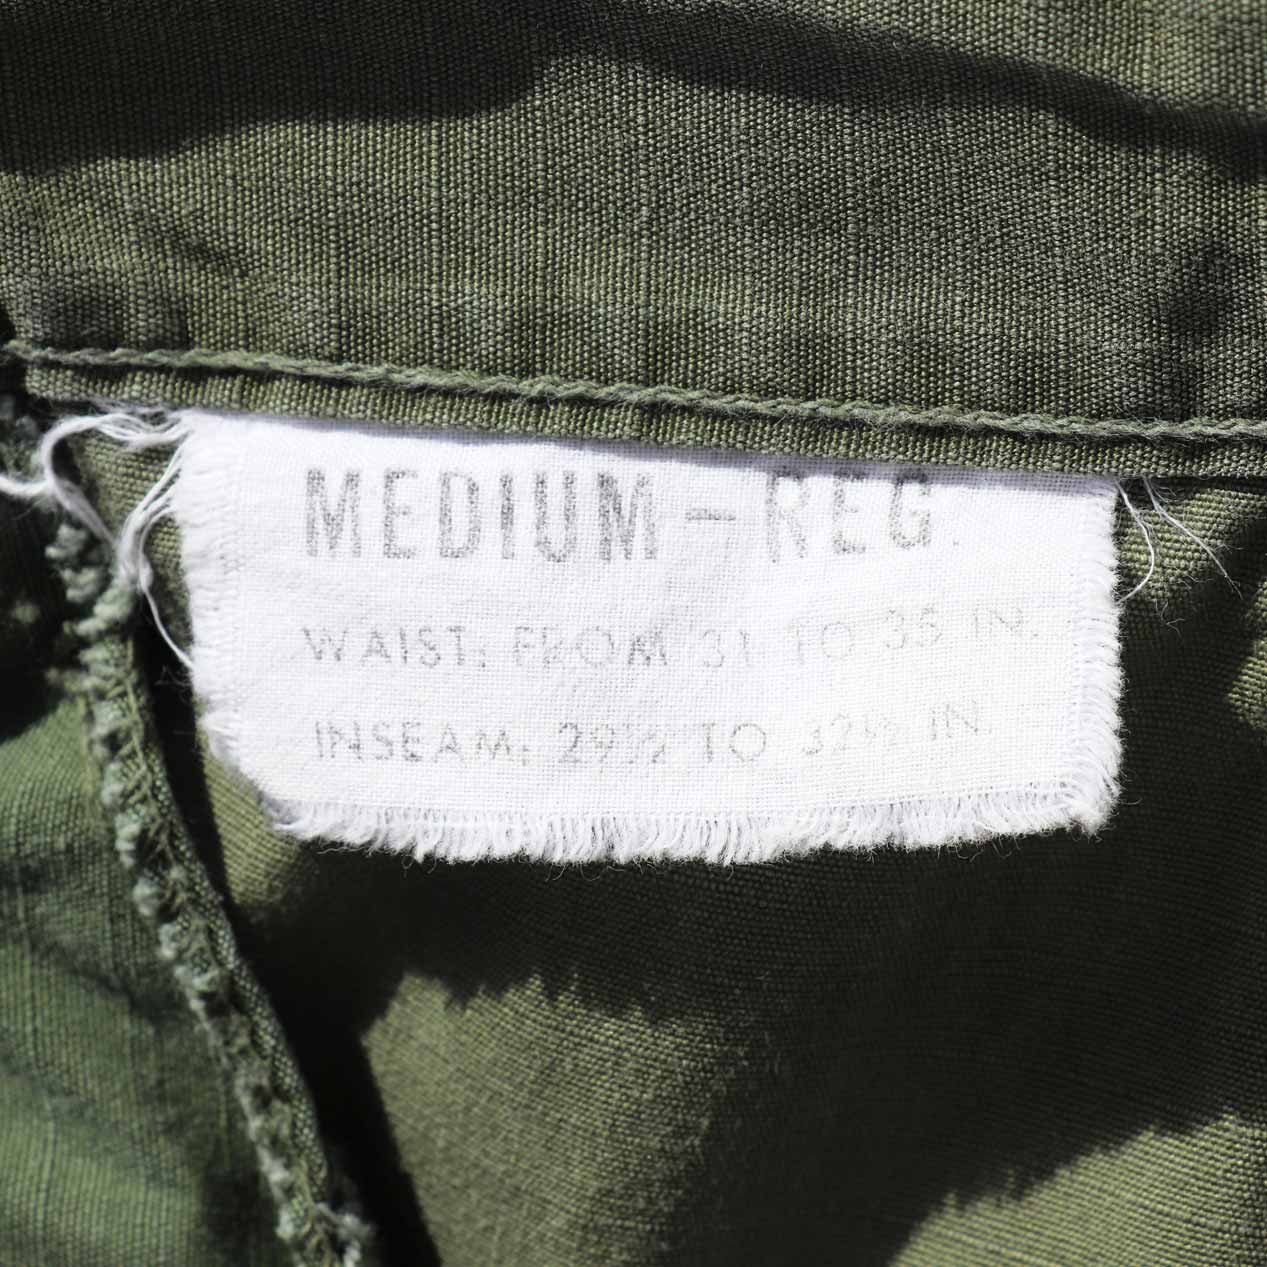 MEDIUM-REG.
WAIST: FROM 31 TO 35 IN.
INSEAM: 29½ TO 32½ IN.